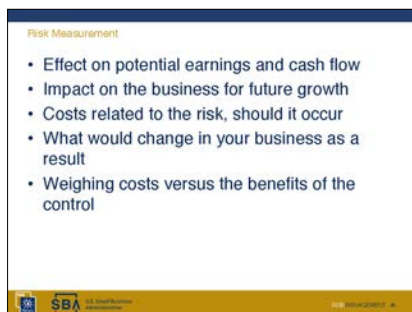 Risk Measurement
• Effect on potential earnings and cash flow
• Impact on the business for future growth
• Costs related to the risk, should it occur
• What would change in your business as a
result
• Weighing costs versus the benefits of the
control
SBA
U.S. Small Business
Administration
RISK MANAGEMENT